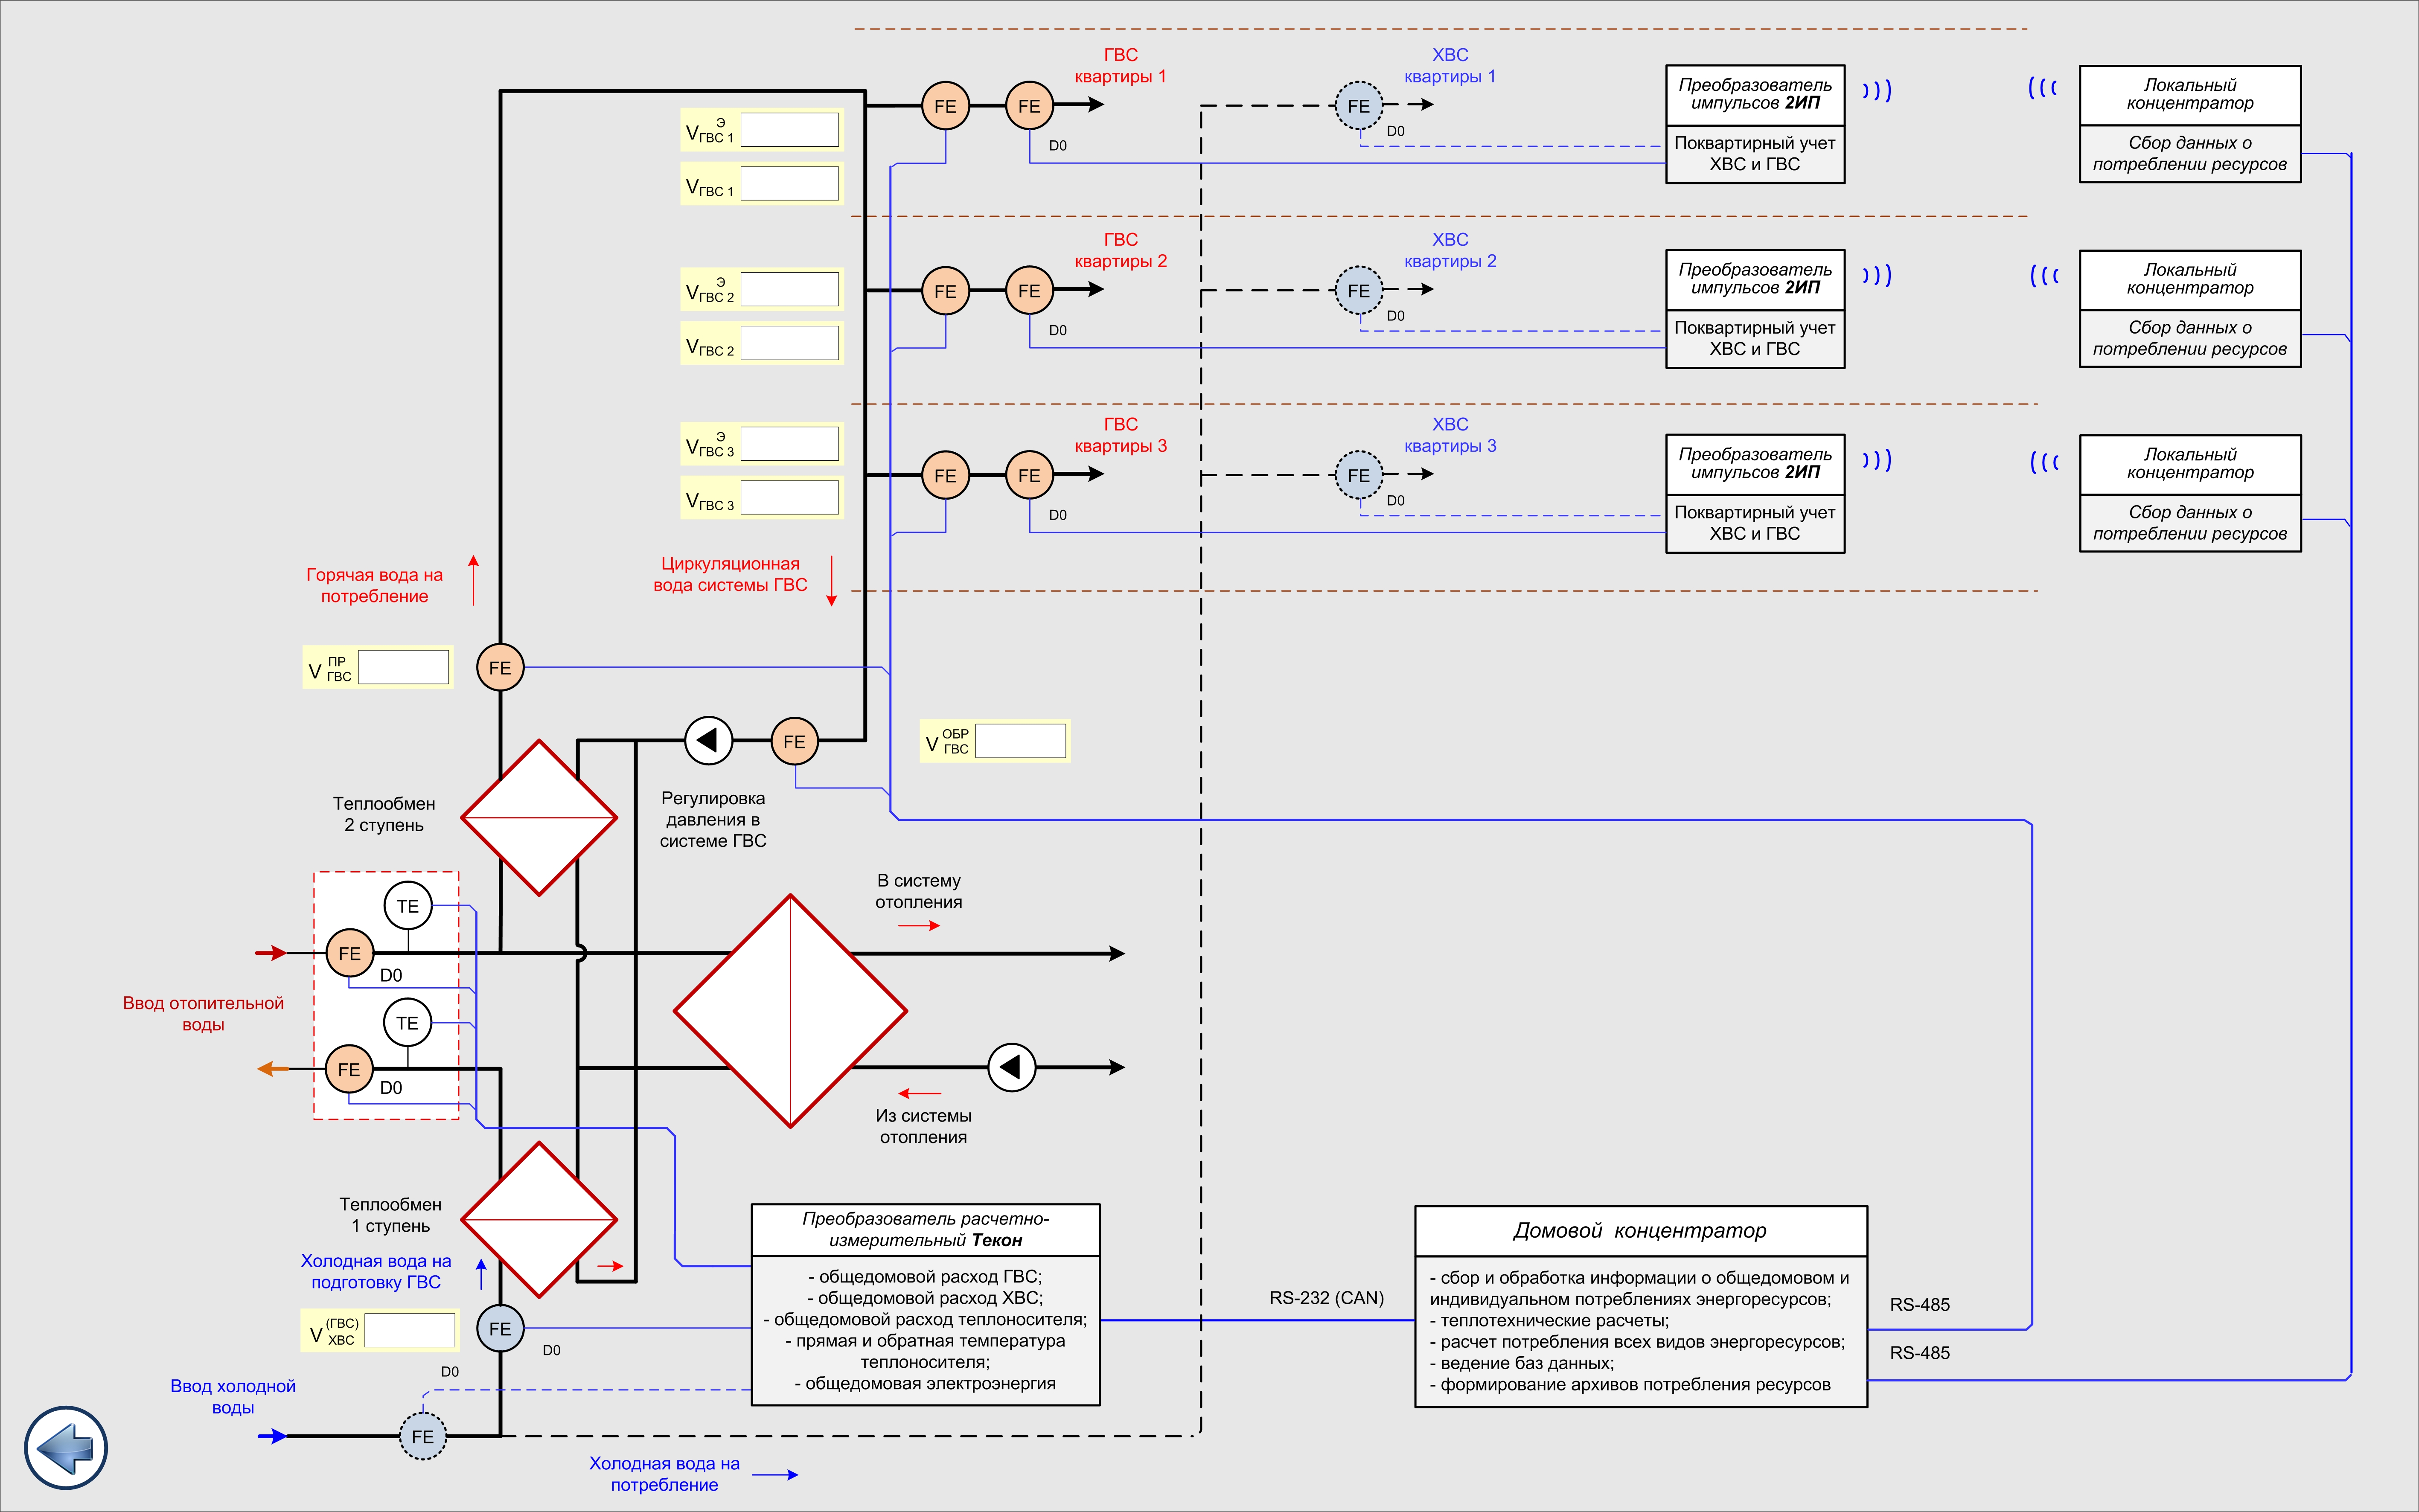 ГВС
квартиры 1
ХВС
квартиры 1
V Э ГВС 1
V ГВС 1
FE
FE
D0
FE
D0
Преобразователь
импульсов 2ИП
Поквартирный учет
ХВС и ГВС
Локальный
концентратор
Сбор данных о
потреблении ресурсов
ГВС
квартиры 2
ХВС
квартиры 2
V Э ГВС 2
V ГВС 2
FE
FE
D0
FE
D0
Преобразователь
импульсов 2ИП
Поквартирный учет
ХВС и ГВС
Локальный
концентратор
Сбор данных о
потреблении ресурсов
ГВС
квартиры 3
ХВС
квартиры 3
V Э ГВС 3
V ГВС 3
FE
FE
D0
FE
D0
Преобразователь
импульсов 2ИП
Поквартирный учет
ХВС и ГВС
Локальный
концентратор
Сбор данных о
потреблении ресурсов
Горячая вода на
потребление
Циркуляционная
вода системы ГВС
V ПР ГВС
FE
FE
V ОБР ГВС
Теплообмен
2 ступень
Регулировка
давления в
системе ГВС
В систему
отопления
TE
FE
D0
Ввод отопительной
воды
TE
FE
D0
Из системы
отопления
Теплообмен
1 ступень
Холодная вода на
подготовку ГВС
V (ГВС) ХВС
FE
D0
D0
Ввод холодной
воды
FE
Холодная вода на
потребление
Преобразователь расчетно-
измерительный Текон
- общедомовой расход ГВС;
- общедомовой расход ХВС;
- общедомовой расход теплоносителя;
- прямая и обратная температура
теплоносителя;
- общедомовая электроэнергия
RS-232 (CAN)
Домовой концентратор
- сбор и обработка информации о общедомовом и
индивидуальном потреблениях энергоресурсов;
- теплотехнические расчеты;
- расчет потребления всех видов энергоресурсов;
- ведение баз данных;
- формирование архивов потребления ресурсов
RS-485
RS-485